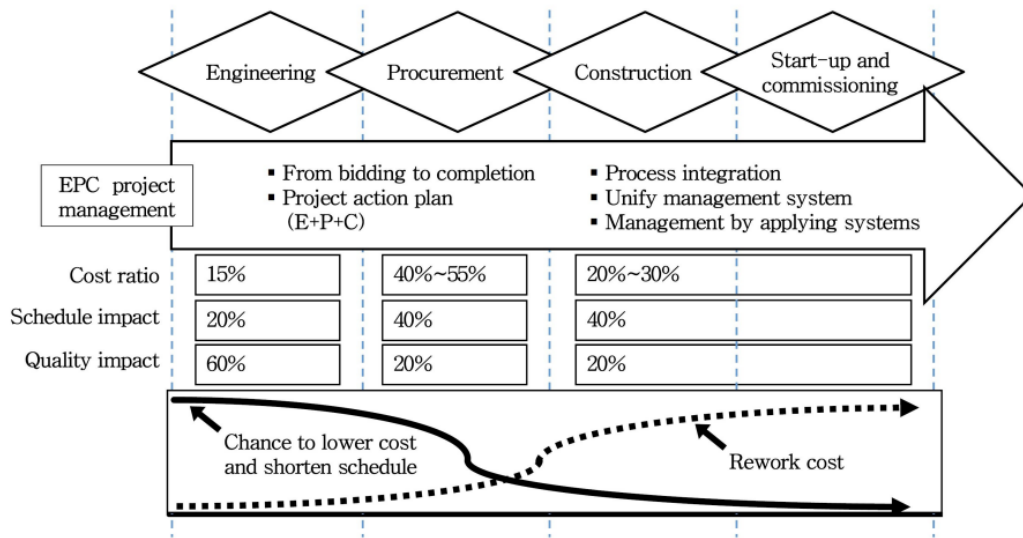 Engineering
Procurement
Construction
Start-up and
commissioning
EPC project
management
▪ From bidding to completion
▪ Project action plan
(E+P+C)
▪ Process integration
▪ Unify management system
▪ Management by applying systems
Cost ratio 15% 40%~55% 20%~30%
Schedule impact 20% 40% 40%
Quality impact 60% 20% 20%
Chance to lower cost
and shorten schedule
Rework cost